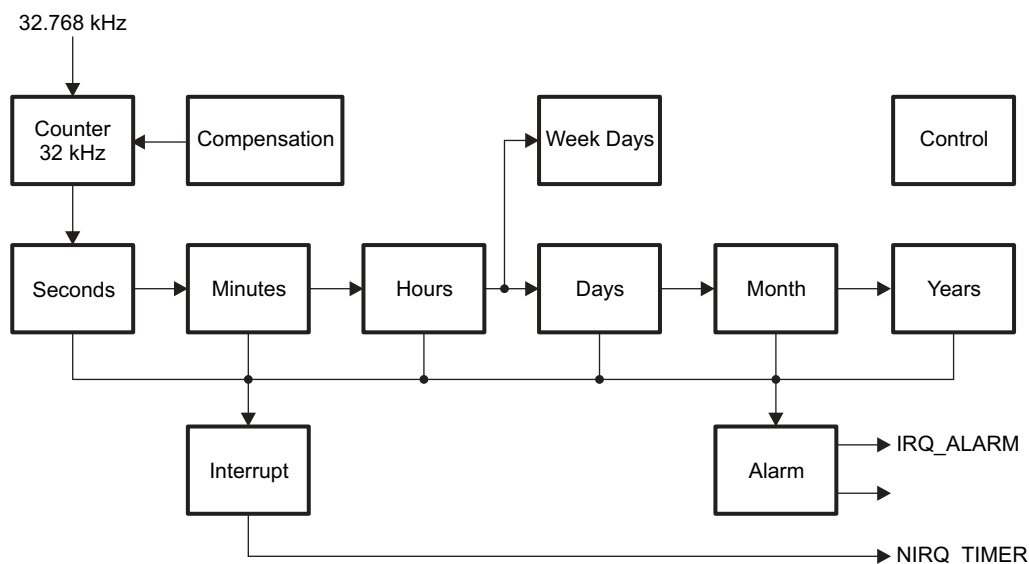 32.768 kHz
Counter
32 kHz
Compensation
Week Days
Control
Seconds
Minutes
Hours
Days
Month
Years
Interrupt
Alarm
IRQ_ALARM
NIRQ_TIMER